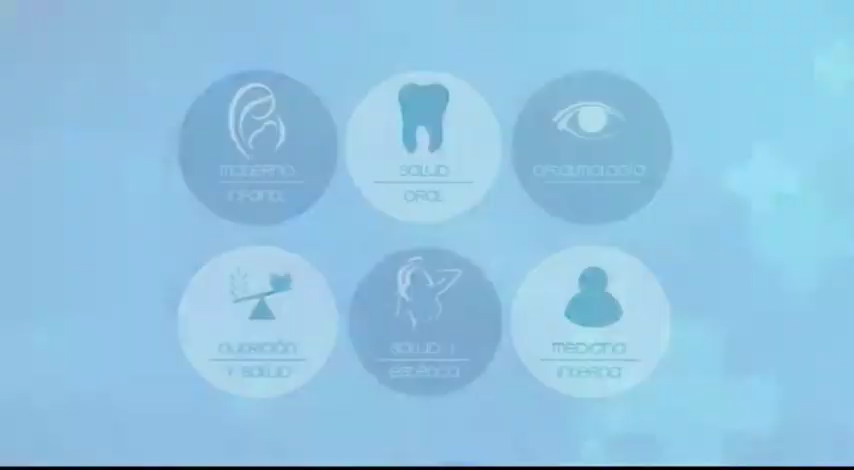 MATERNO
INFANTIL
SALUD
ORAL
OFTALMOLOGÍA
NUTRICIÓN
Y SALUD
SALUD Y
ESTÉTICA
MEDICINA
INTERNA